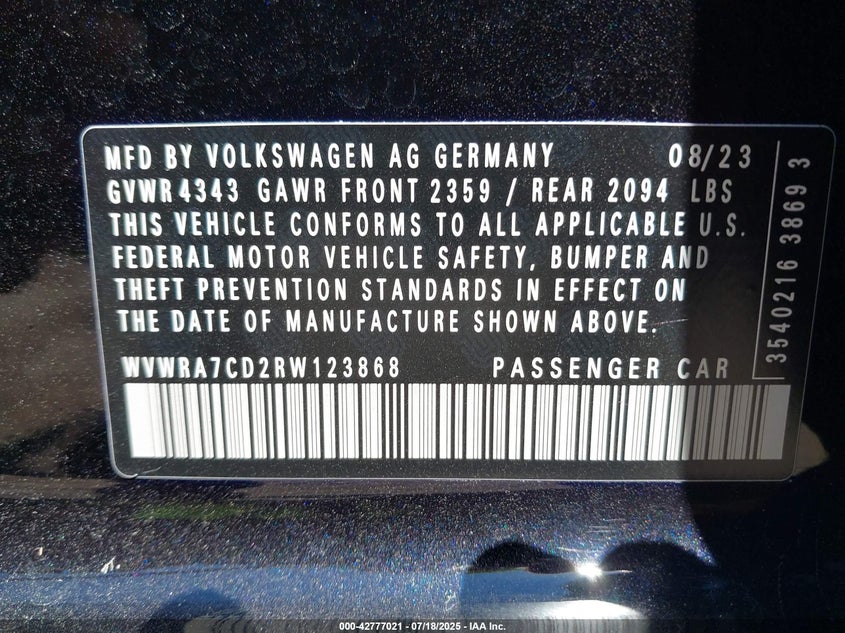 MFD BY VOLKSWAGEN AG GERMANY 08/23
GVWR 4343 GAWR FRONT 2359 / REAR 2094 LBS
THIS VEHICLE CONFORMS TO ALL APPLICABLE U.S.
FEDERAL MOTOR VEHICLE SAFETY, BUMPER AND
THEFT PREVENTION STANDARDS IN EFFECT ON
THE DATE OF MANUFACTURE SHOWN ABOVE.
WVWRA7CD2RW123868 PASSENGER CAR
3540216 3869 3
000-42777021 - 07/18/2025 - IAA Inc.